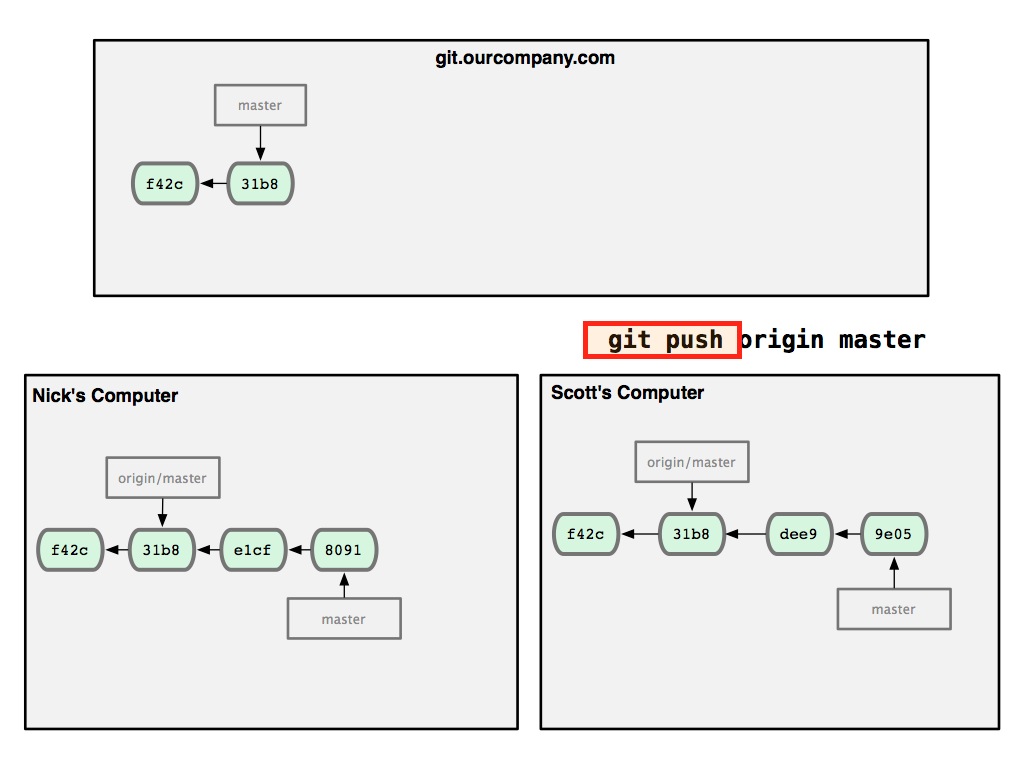 git.ourcompany.com
master
f42c 31b8
git push origin master
Nick's Computer
origin/master
f42c 31b8 e1cf 8091
master
Scott's Computer
origin/master
f42c 31b8 dee9 9e05
master